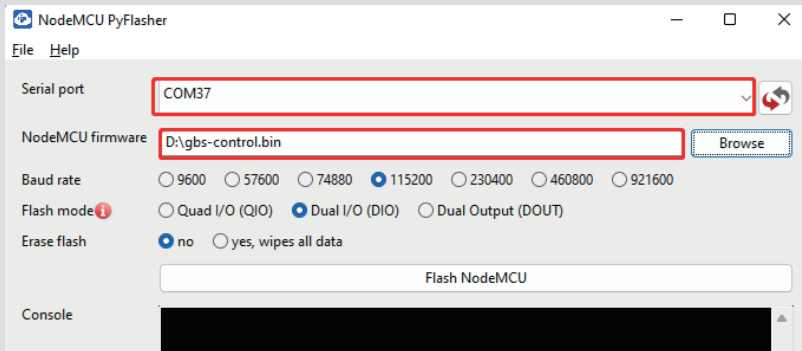 NodeMCU PyFlasher
File Help
Serial port COM37
NodeMCU firmware D:\gbs-control.bin Browse
Baud rate 9600 57600 74880 115200 230400 460800 921600
Flash mode Quad I/O (QIO) Dual I/O (DIO) Dual Output (DOUT)
Erase flash no yes, wipes all data
Flash NodeMCU
Console